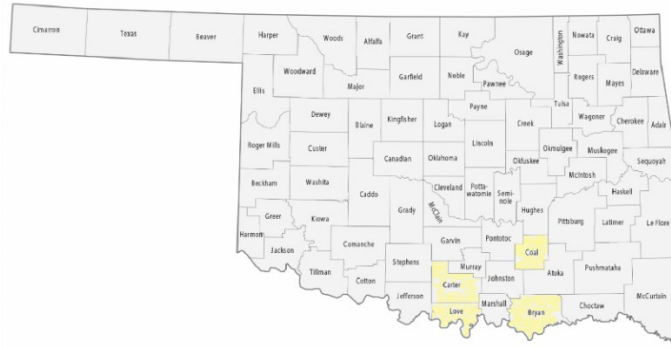 Cimarron
Texas
Beaver
Harper
Woods
Alfalfa
Grant
Kay
Osage
Washington
Nowata
Craig
Ottawa
Ellis
Woodward
Major
Garfield
Noble
Pawnee
Rogers
Mayes
Delaware
Tulsa
Dewey
Blaine
Kingfisher
Logan
Payne
Creek
Wagoner
Cherokee
Adair
Roger Mills
Custer
Canadian
Oklahoma
Lincoln
Okfuskee
Okmulgee
Muskogee
Sequoyah
McIntosh
Beckham
Washita
Caddo
Grady
Cleveland
McClain
Potta-
watomie
Semi-
nole
Hughes
Haskell
Pittsburg
Latimer
Le Flore
Greer
Harmon
Jackson
Kiowa
Comanche
Tillman
Cotton
Stephens
Jefferson
Garvin
Murray
Pontotoc
Coal
Carter
Johnston
Atoka
Pushmataha
Love
Marshall
Bryan
Choctaw
McCurtain